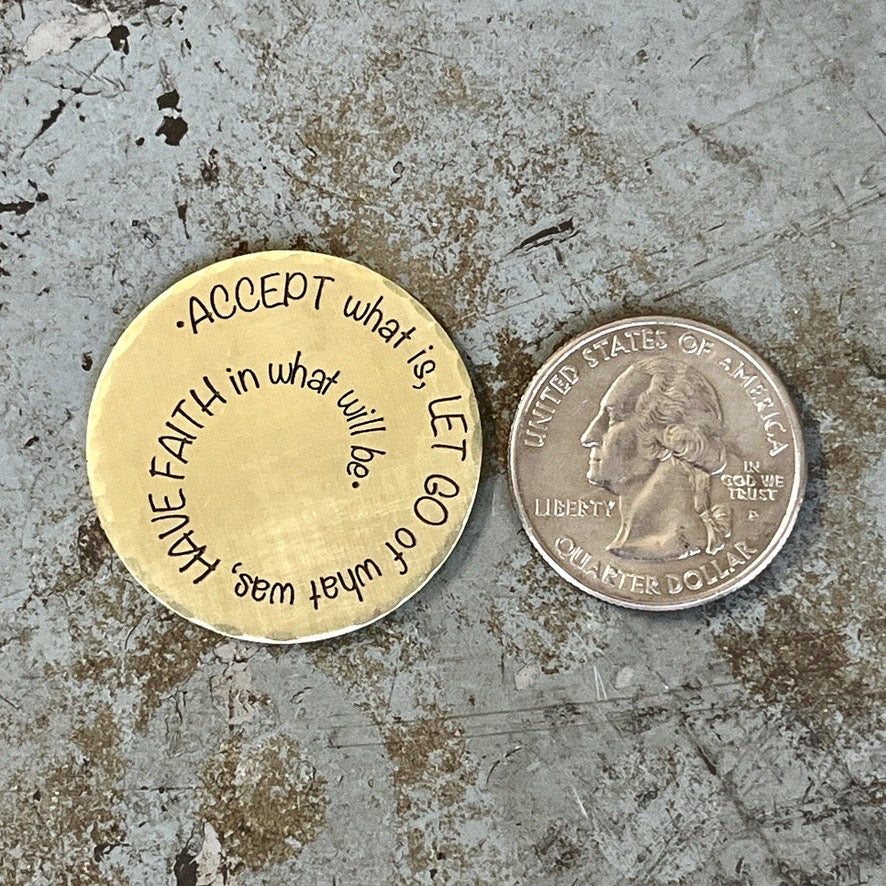 •ACCEPT what is, LET GO of what was, HAVE FAITH in what will be.
UNITED STATES OF AMERICA
LIBERTY
IN
GOD WE
TRUST
P
QUARTER DOLLAR